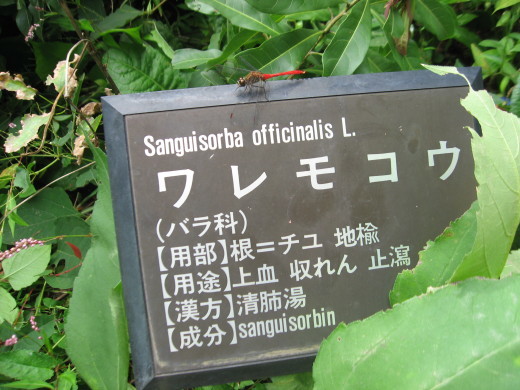 Sanguisorba officinalis L.
ワレモコウ
(バラ科)
【用部】根=チユ 地楡
【用途】上血 収れん 止瀉
【漢方】清肺湯
【成分】sanguisorbin